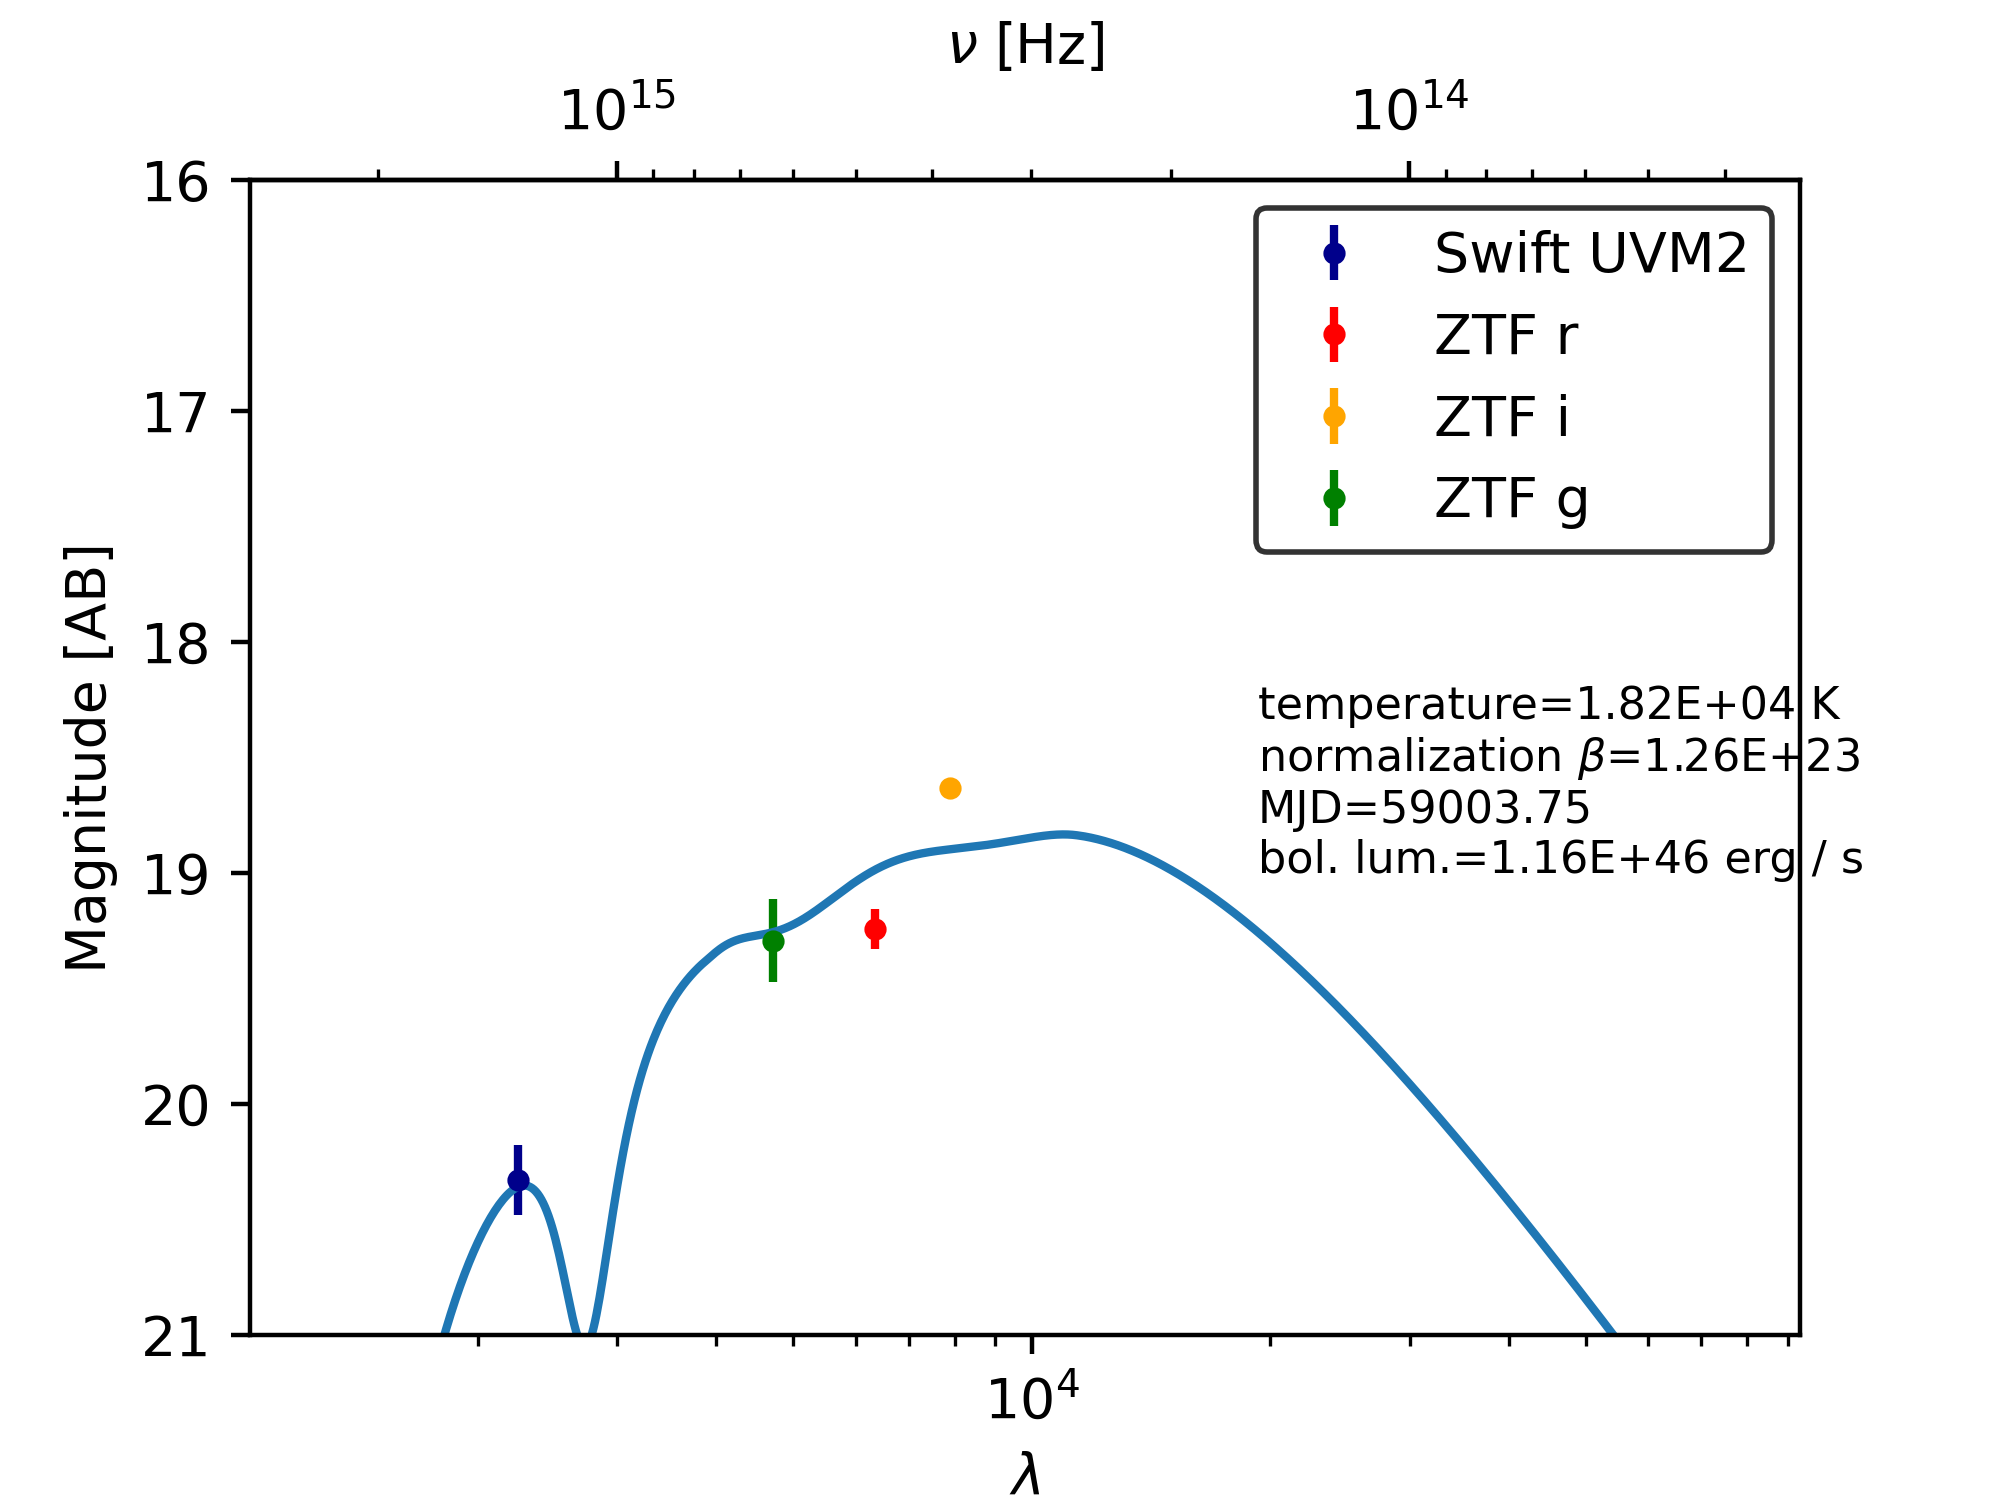 ν [Hz]
10^15
10^14
16
17
18
19
20
21
Magnitude [AB]
Swift UVM2
ZTF r
ZTF i
ZTF g
temperature=1.82E+04 K
normalization β=1.26E+23
MJD=59003.75
bol. lum.=1.16E+46 erg / s
10^4
λ